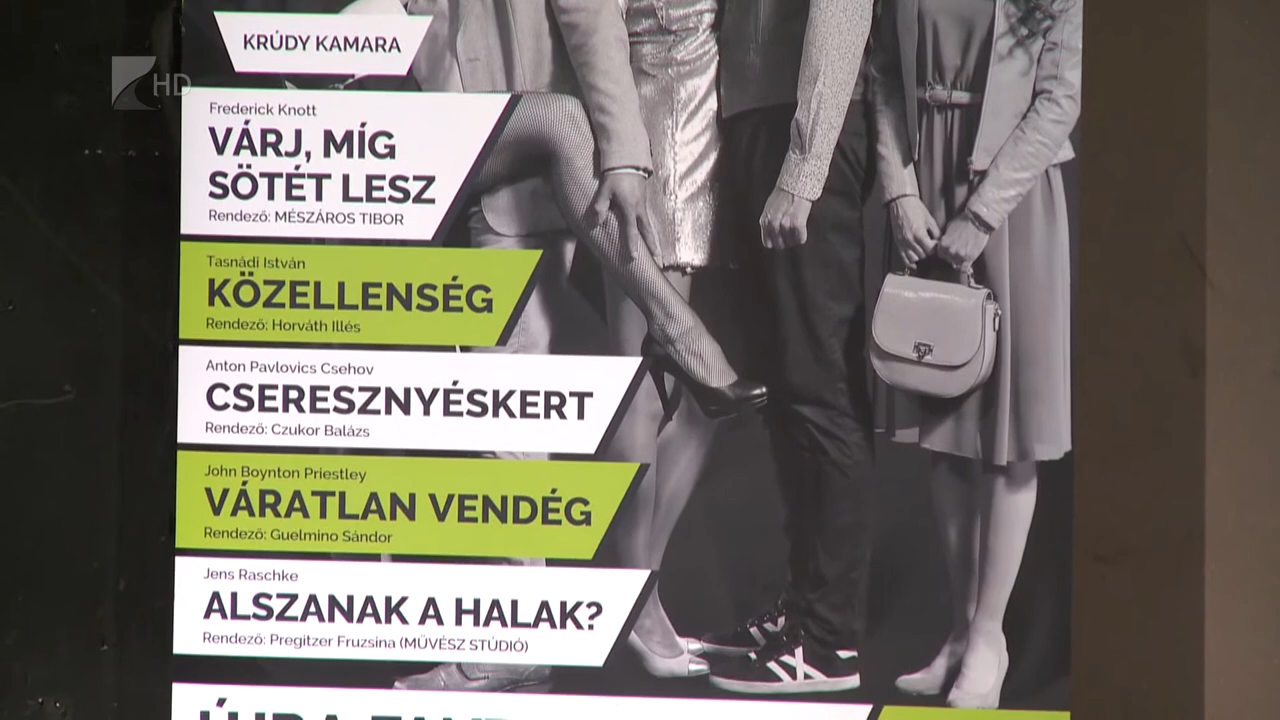 HD
KRÚDY KAMARA
Frederick Knott
VÁRJ, MÍG
SÖTÉT LESZ
Rendező: MÉSZÁROS TIBOR
Tasnádi István
KÖZELLENSÉG
Rendező: Horváth Illés
Anton Pavlovics Csehov
CSERESZNYÉSKERT
Rendező: Czukor Balázs
John Boynton Priestley
VÁRATLAN VENDÉG
Rendező: Guelmino Sándor
Jens Raschke
ALSZANAK A HALAK?
Rendező: Pregitzer Fruzsina (MŰVÉSZ STÚDIÓ)